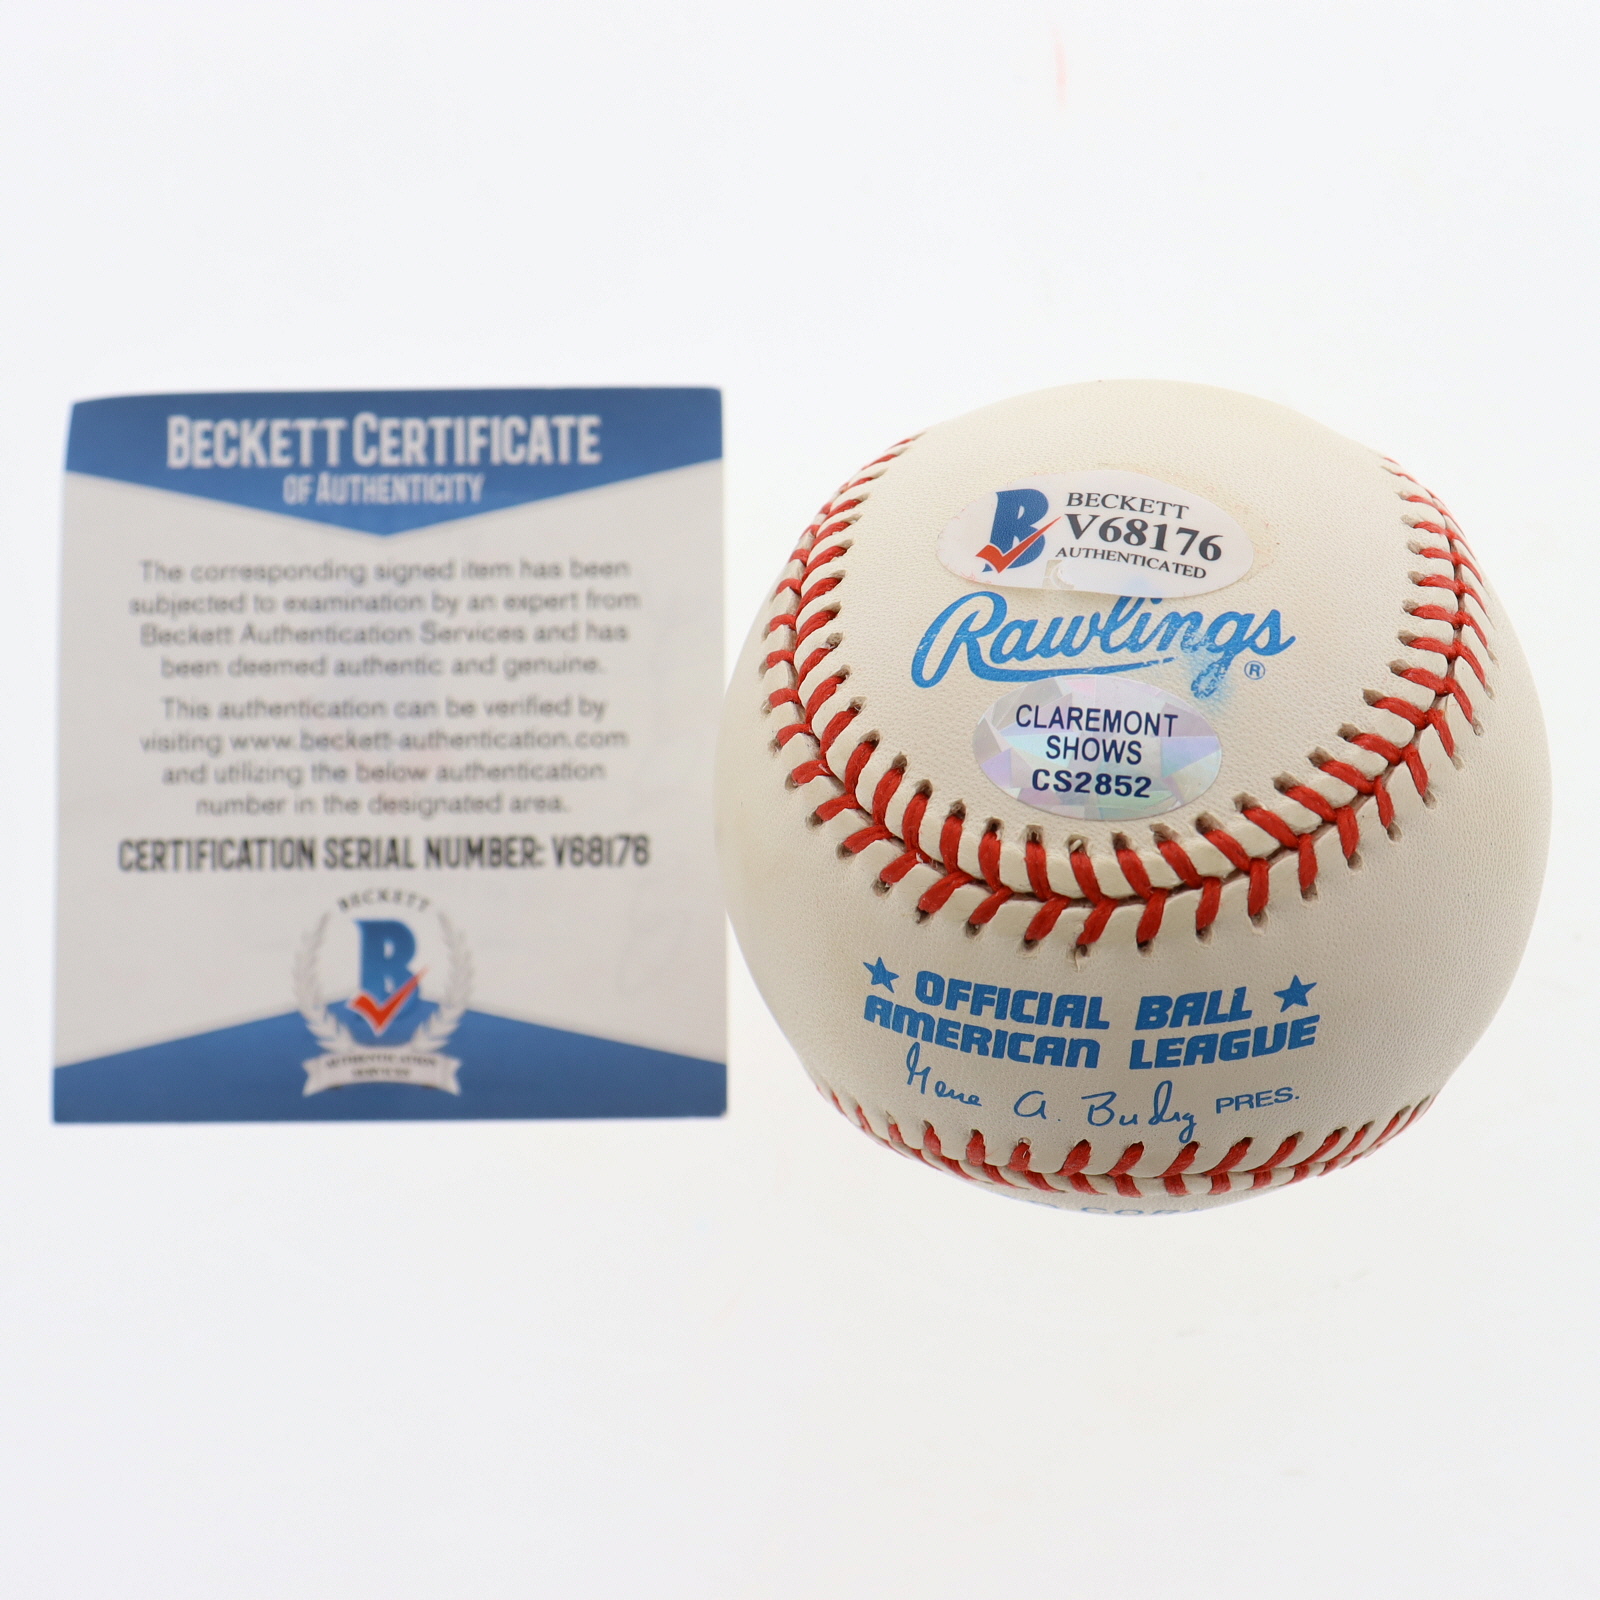 BECKETT CERTIFICATE
OF AUTHENTICITY
The corresponding signed item has been
subjected to examination by an expert from
Beckett Authentication Services and has
been deemed authentic and genuine.
This authentication can be verified by
visiting www.beckett-authentication.com
and utilizing the below authentication
number in the designated area.
CERTIFICATION SERIAL NUMBER: V68176
BECKETT
B
AUTHENTICATION
SERVICES
B
BECKETT
V68176
AUTHENTICATED
Rawlings®
CLAREMONT
SHOWS
CS2852
OFFICIAL BALL
AMERICAN LEAGUE
Gene A. Budig PRES.